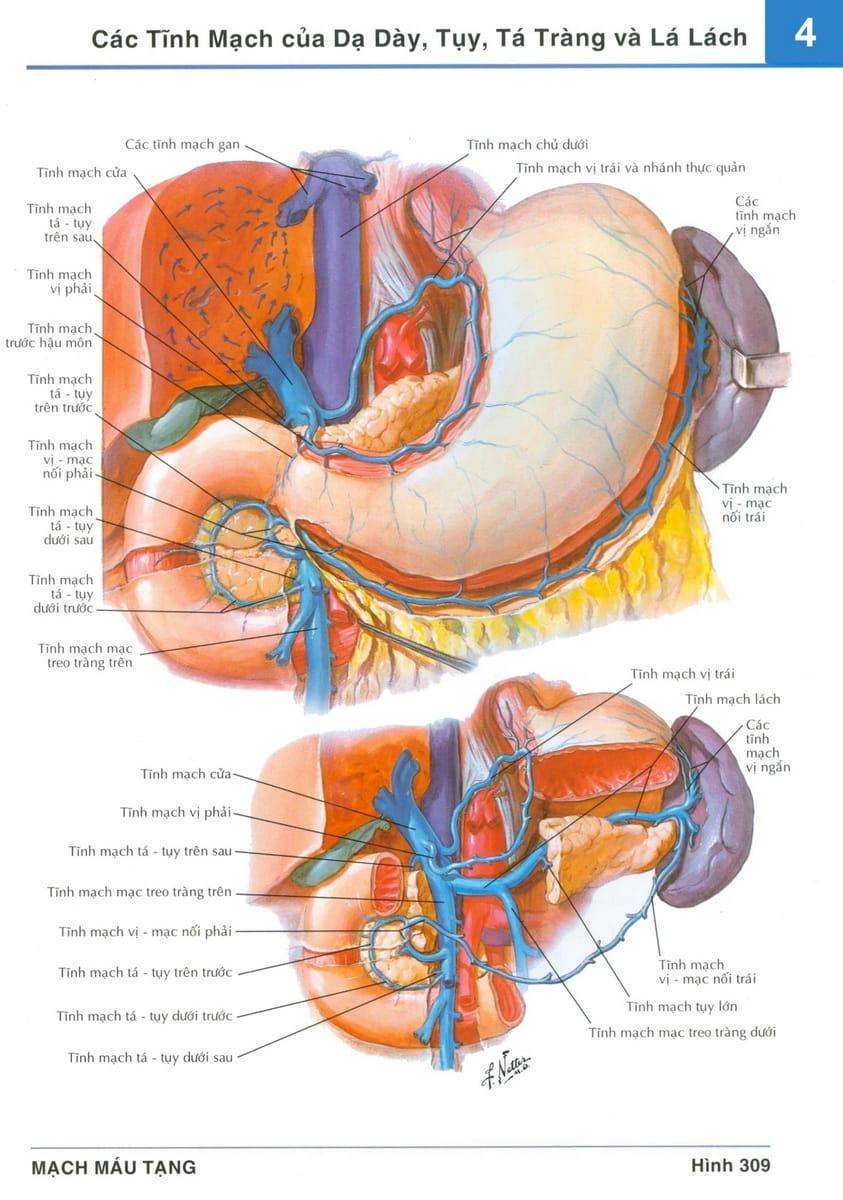 Các Tĩnh Mạch của Dạ Dày, Tụy, Tá Tràng và Lá Lách
4
Các tĩnh mạch gan
Tĩnh mạch cửa
Tĩnh mạch
tá - tụy
trên sau
Tĩnh mạch
vị phải
Tĩnh mạch
trước hậu môn
Tĩnh mạch
tá - tụy
trên trước
Tĩnh mạch
vị - mạc
nối phải
Tĩnh mạch
tá - tụy
dưới sau
Tĩnh mạch
tá - tụy
dưới trước
Tĩnh mạch mạc
treo tràng trên
Tĩnh mạch chủ dưới
Tĩnh mạch vị trái và nhánh thực quản
Các
tĩnh mạch
vị ngắn
Tĩnh mạch
vị - mạc
nối trái
Tĩnh mạch vị trái
Tĩnh mạch lách
Các
tĩnh
mạch
vị ngắn
Tĩnh mạch cửa
Tĩnh mạch vị phải
Tĩnh mạch tá - tụy trên sau
Tĩnh mạch mạc treo tràng trên
Tĩnh mạch vị - mạc nối phải
Tĩnh mạch tá - tụy trên trước
Tĩnh mạch tá - tụy dưới trước
Tĩnh mạch tá - tụy dưới sau
Tĩnh mạch
vị - mạc nối trái
Tĩnh mạch tụy lớn
Tĩnh mạch mạc treo tràng dưới
F. Netter
M.D.
MẠCH MÁU TẠNG
Hình 309